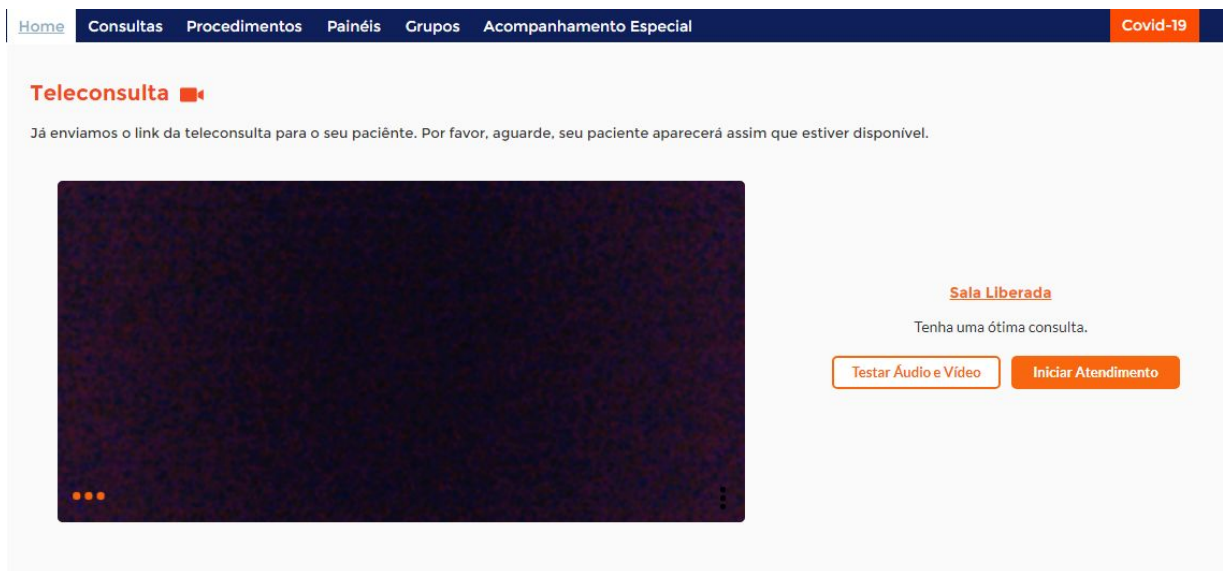 Home Consultas Procedimentos Painéis Grupos Acompanhamento Especial Covid-19
Teleconsulta
Já enviamos o link da teleconsulta para o seu paciênte. Por favor, aguarde, seu paciente aparecerá assim que estiver disponível.
Sala Liberada
Tenha uma ótima consulta.
Testar Áudio e Vídeo Iniciar Atendimento